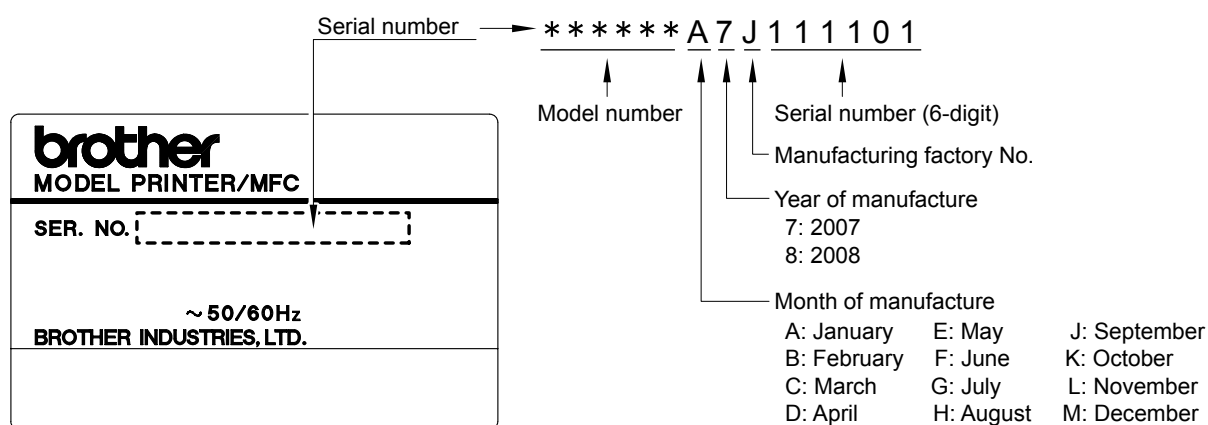 Serial number
******A7J111101
Model number
Serial number (6-digit)
Manufacturing factory No.
Year of manufacture
7: 2007
8: 2008
Month of manufacture
A: January E: May J: September
B: February F: June K: October
C: March G: July L: November
D: April H: August M: December
brother
MODEL PRINTER/MFC
SER. NO.
~50/60Hz
BROTHER INDUSTRIES, LTD.